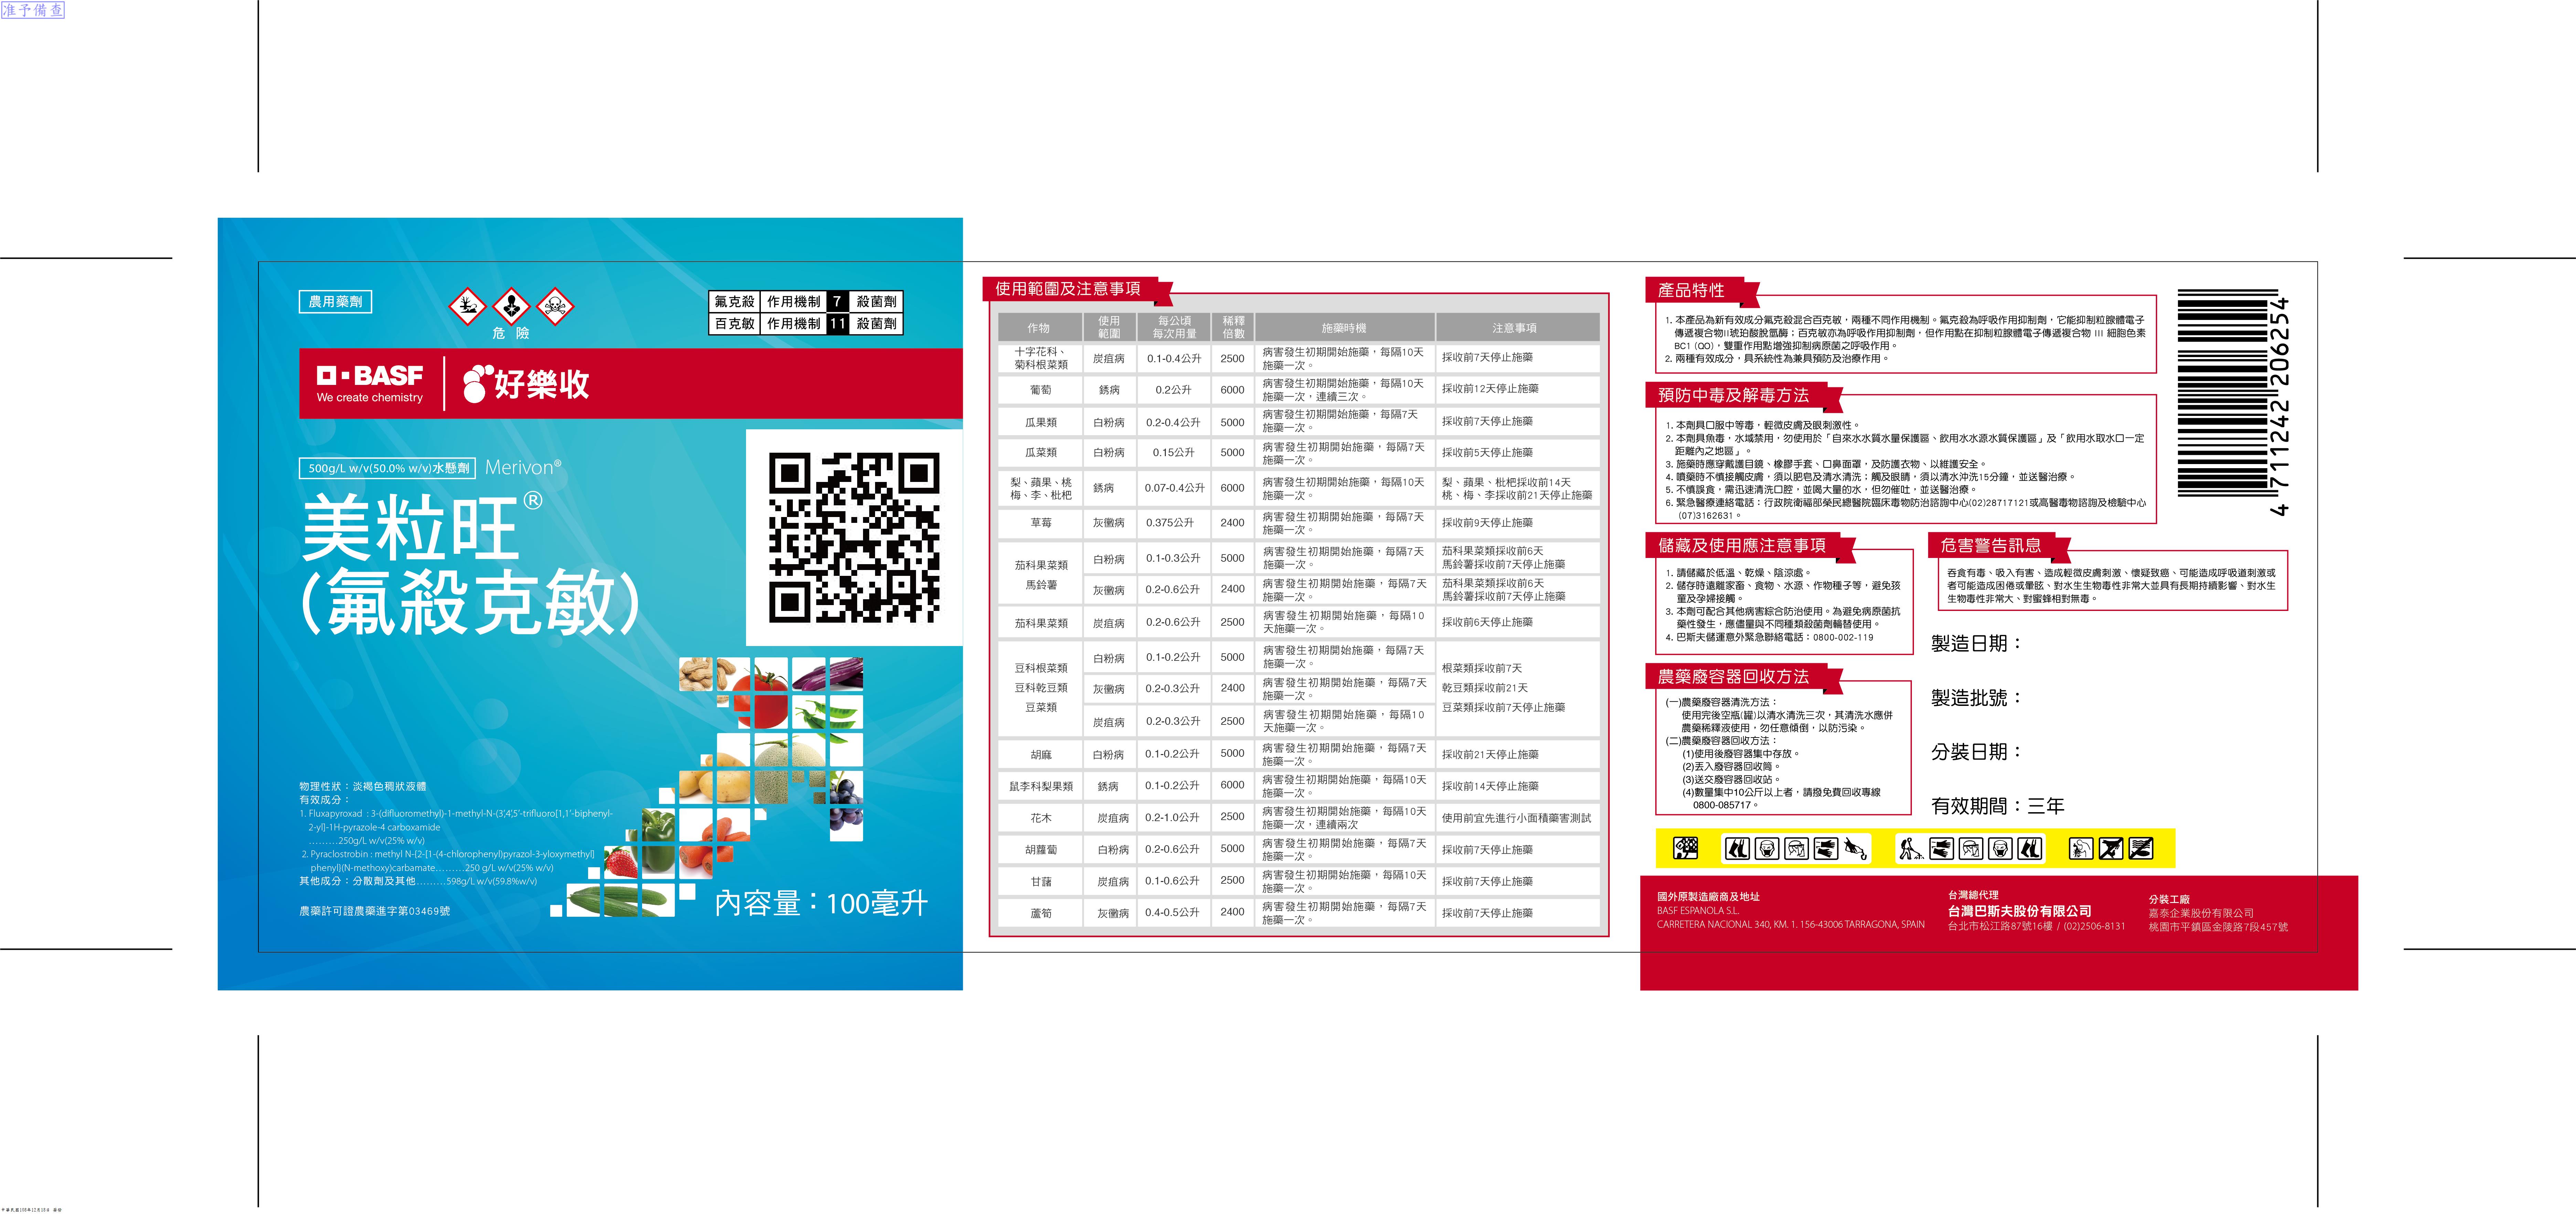 准予備查
農用藥劑
危 險
氟克殺 作用機制 7 殺菌劑
百克敏 作用機制 11 殺菌劑
BASF
We create chemistry
好樂收
500g/L w/v(50.0% w/v)水懸劑 Merivon®
美粒旺®
(氟殺克敏)
物理性狀：淡褐色稠狀液體
有效成分：
1. Fluxapyroxad : 3-(difluoromethyl)-1-methyl-N-(3',4',5'-trifluoro[1,1'-biphenyl-
2-yl]-1H-pyrazole-4 carboxamide
.........250g/L w/v(25% w/v)
2. Pyraclostrobin : methyl N-{2-[1-(4-chlorophenyl)pyrazol-3-yloxymethyl]
phenyl}(N-methoxy)carbamate.........250 g/L w/v(25% w/v)
其他成分：分散劑及其他.........598g/L w/v(59.8%w/v)
農藥許可證農藥進字第03469號
內容量：100毫升
使用範圍及注意事項
作物 使用範圍 每公頃每次用量 稀釋倍數 施藥時機 注意事項
十字花科、菊科根菜類 炭疽病 0.1-0.4公升 2500 病害發生初期開始施藥，每隔10天施藥一次。 採收前7天停止施藥
葡萄 銹病 0.2公升 6000 病害發生初期開始施藥，每隔10天施藥一次，連續三次。 採收前12天停止施藥
瓜果類 白粉病 0.2-0.4公升 5000 病害發生初期開始施藥，每隔7天施藥一次。 採收前7天停止施藥
瓜菜類 白粉病 0.15公升 5000 病害發生初期開始施藥，每隔7天施藥一次。 採收前5天停止施藥
梨、蘋果、桃梅、李、枇杷 銹病 0.07-0.4公升 6000 病害發生初期開始施藥，每隔10天施藥一次。 梨、蘋果、枇杷採收前14天 桃、梅、李採收前21天停止施藥
草莓 灰黴病 0.375公升 2400 病害發生初期開始施藥，每隔7天施藥一次。 採收前9天停止施藥
茄科果菜類 馬鈴薯 白粉病 0.1-0.3公升 5000 病害發生初期開始施藥，每隔7天施藥一次。 茄科果菜類採收前6天 馬鈴薯採收前7天停止施藥
灰黴病 0.2-0.6公升 2400 病害發生初期開始施藥，每隔7天施藥一次。 茄科果菜類採收前6天 馬鈴薯採收前7天停止施藥
茄科果菜類 炭疽病 0.2-0.6公升 2500 病害發生初期開始施藥，每隔10天施藥一次。 採收前6天停止施藥
豆科根菜類 豆科乾豆類 豆菜類 白粉病 0.1-0.2公升 5000 病害發生初期開始施藥，每隔7天施藥一次。 根菜類採收前7天 乾豆類採收前21天 豆菜類採收前7天停止施藥
灰黴病 0.2-0.3公升 2400 病害發生初期開始施藥，每隔7天施藥一次。
炭疽病 0.2-0.3公升 2500 病害發生初期開始施藥，每隔10天施藥一次。
胡麻 白粉病 0.1-0.2公升 5000 病害發生初期開始施藥，每隔7天施藥一次。 採收前21天停止施藥
鼠李科梨果類 銹病 0.1-0.2公升 6000 病害發生初期開始施藥，每隔10天施藥一次。 採收前14天停止施藥
花木 炭疽病 0.2-1.0公升 2500 病害發生初期開始施藥，每隔10天施藥一次，連續兩次 使用前宜先進行小面積藥害測試
胡蘿蔔 白粉病 0.2-0.6公升 5000 病害發生初期開始施藥，每隔7天施藥一次。 採收前7天停止施藥
甘藷 炭疽病 0.1-0.6公升 2500 病害發生初期開始施藥，每隔10天施藥一次。 採收前7天停止施藥
蘆筍 灰黴病 0.4-0.5公升 2400 病害發生初期開始施藥，每隔7天施藥一次。 採收前7天停止施藥
產品特性
1. 本產品為新有效成分氟克殺混合百克敏，兩種不同作用機制。氟克殺為呼吸作用抑制劑，它能抑制粒腺體電子
傳遞複合物II琥珀酸脫氫酶；百克敏亦為呼吸作用抑制劑，但作用點在抑制粒腺體電子傳遞複合物 III 細胞色素
BC1 (QO)，雙重作用點增強抑制病原菌之呼吸作用。
2. 兩種有效成分，具系統性為兼具預防及治療作用。
預防中毒及解毒方法
1. 本劑具口服中等毒，輕微皮膚及眼刺激性。
2. 本劑具魚毒，水域禁用，勿使用於「自來水水質水量保護區、飲用水水源水質保護區」及「飲用水取水口一定
距離內之地區」。
3. 施藥時應穿戴護目鏡、橡膠手套、口鼻面罩，及防護衣物、以維護安全。
4. 噴藥時不慎接觸皮膚，須以肥皂及清水清洗；觸及眼睛，須以清水沖洗15分鐘，並送醫治療。
5. 不慎誤食，需迅速清洗口腔，並喝大量的水，但勿催吐，並送醫治療。
6. 緊急醫療連絡電話：行政院衛福部榮民總醫院臨床毒物防治諮詢中心(02)28717121或高醫毒物諮詢及檢驗中心
(07)3162631。
儲藏及使用應注意事項
1. 請儲藏於低溫、乾燥、陰涼處。
2. 儲存時遠離家畜、食物、水源、作物種子等，避免孩
童及孕婦接觸。
3. 本劑可配合其他病害綜合防治使用。為避免病原菌抗
藥性發生，應儘量與不同種類殺菌劑輪替使用。
4. 巴斯夫儲運意外緊急聯絡電話：0800-002-119
危害警告訊息
吞食有毒、吸入有害、造成輕微皮膚刺激、懷疑致癌、可能造成呼吸道刺激或
者可能造成困倦或暈眩、對水生生物毒性非常大並具有長期持續影響、對水生
生物毒性非常大、對蜜蜂相對無毒。
農藥廢容器回收方法
(一)農藥廢容器清洗方法：
使用完後空瓶(罐)以清水清洗三次，其清洗水應併
農藥稀釋液使用，勿任意傾倒，以防污染。
(二)農藥廢容器回收方法：
(1)使用後廢容器集中存放。
(2)丟入廢容器回收筒。
(3)送交廢容器回收站。
(4)數量集中10公斤以上者，請撥免費回收專線
0800-085717。
製造日期：
製造批號：
分裝日期：
有效期間：三年
4 711242 206254
國外原製造廠商及地址
BASF ESPANOLA S.L.
CARRETERA NACIONAL 340, KM. 1. 156-43006 TARRAGONA, SPAIN
台灣總代理
台灣巴斯夫股份有限公司
台北市松江路87號16樓 / (02)2506-8131
分裝工廠
嘉泰企業股份有限公司
桃園市平鎮區金陵路7段457號